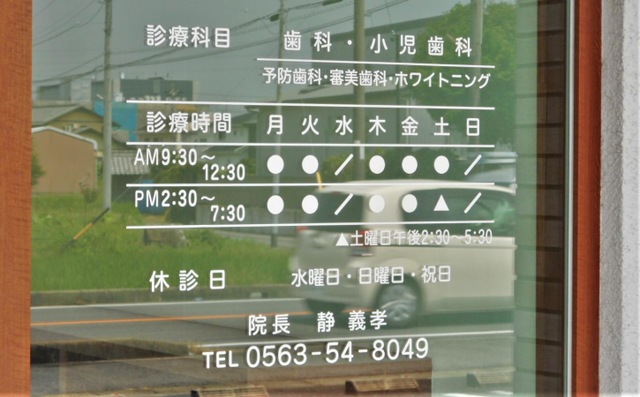 診療科目 歯科・小児歯科
予防歯科・審美歯科・ホワイトニング
診療時間 月 火 水 木 金 土 日
AM9:30～12:30 ● ● ／ ● ● ● ／
PM2:30～7:30 ● ● ／ ● ● ▲ ／
▲土曜日午後2:30～5:30
休診日 水曜日・日曜日・祝日
院長 静 義孝
TEL 0563-54-8049